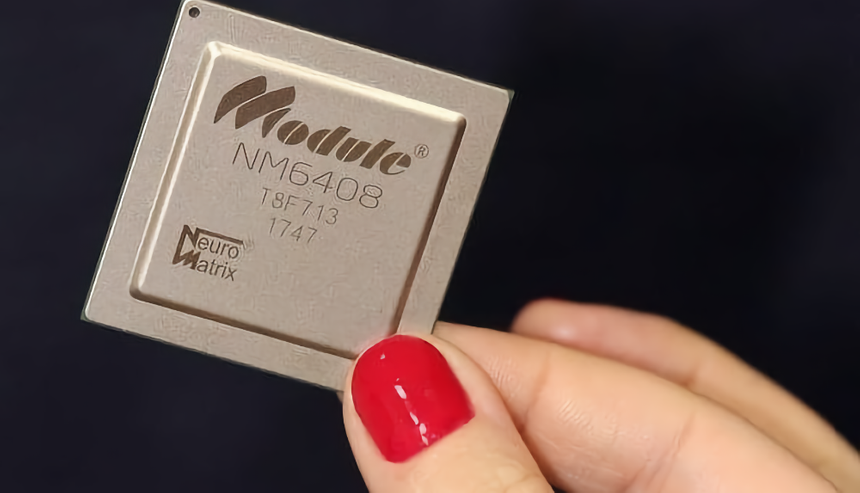 Module®
NM6408
T8F713
1747
Neuro
Matrix